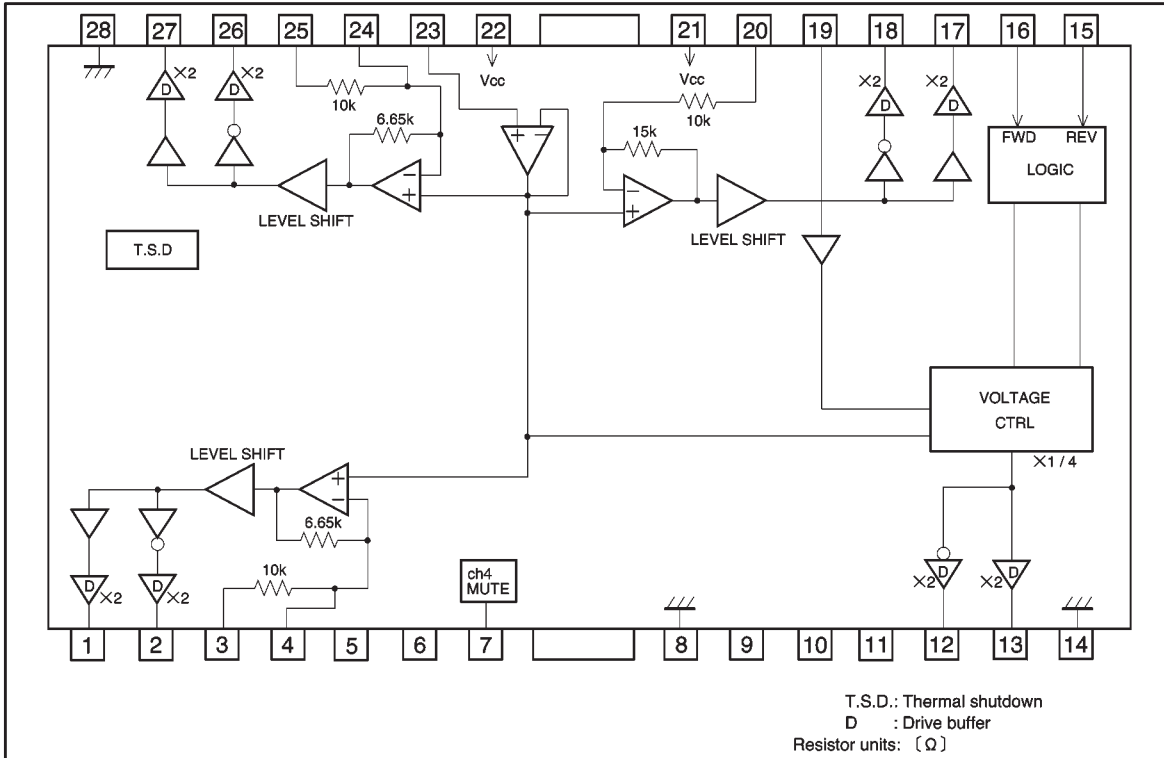 28 27 26 25 24 23 22 21 20 19 18 17 16 15
×2 ×2 Vcc Vcc ×2 ×2
D D D D
10k 10k
6.65k + − 15k FWD REV
LOGIC
− −
+ +
LEVEL SHIFT LEVEL SHIFT
T.S.D
VOLTAGE
CTRL
×1 / 4
LEVEL SHIFT
+
−
6.65k
10k
ch4
MUTE
D ×2 D ×2 ×2 D ×2 D
1 2 3 4 5 6 7 8 9 10 11 12 13 14
T.S.D.: Thermal shutdown
D : Drive buffer
Resistor units: 〔Ω〕